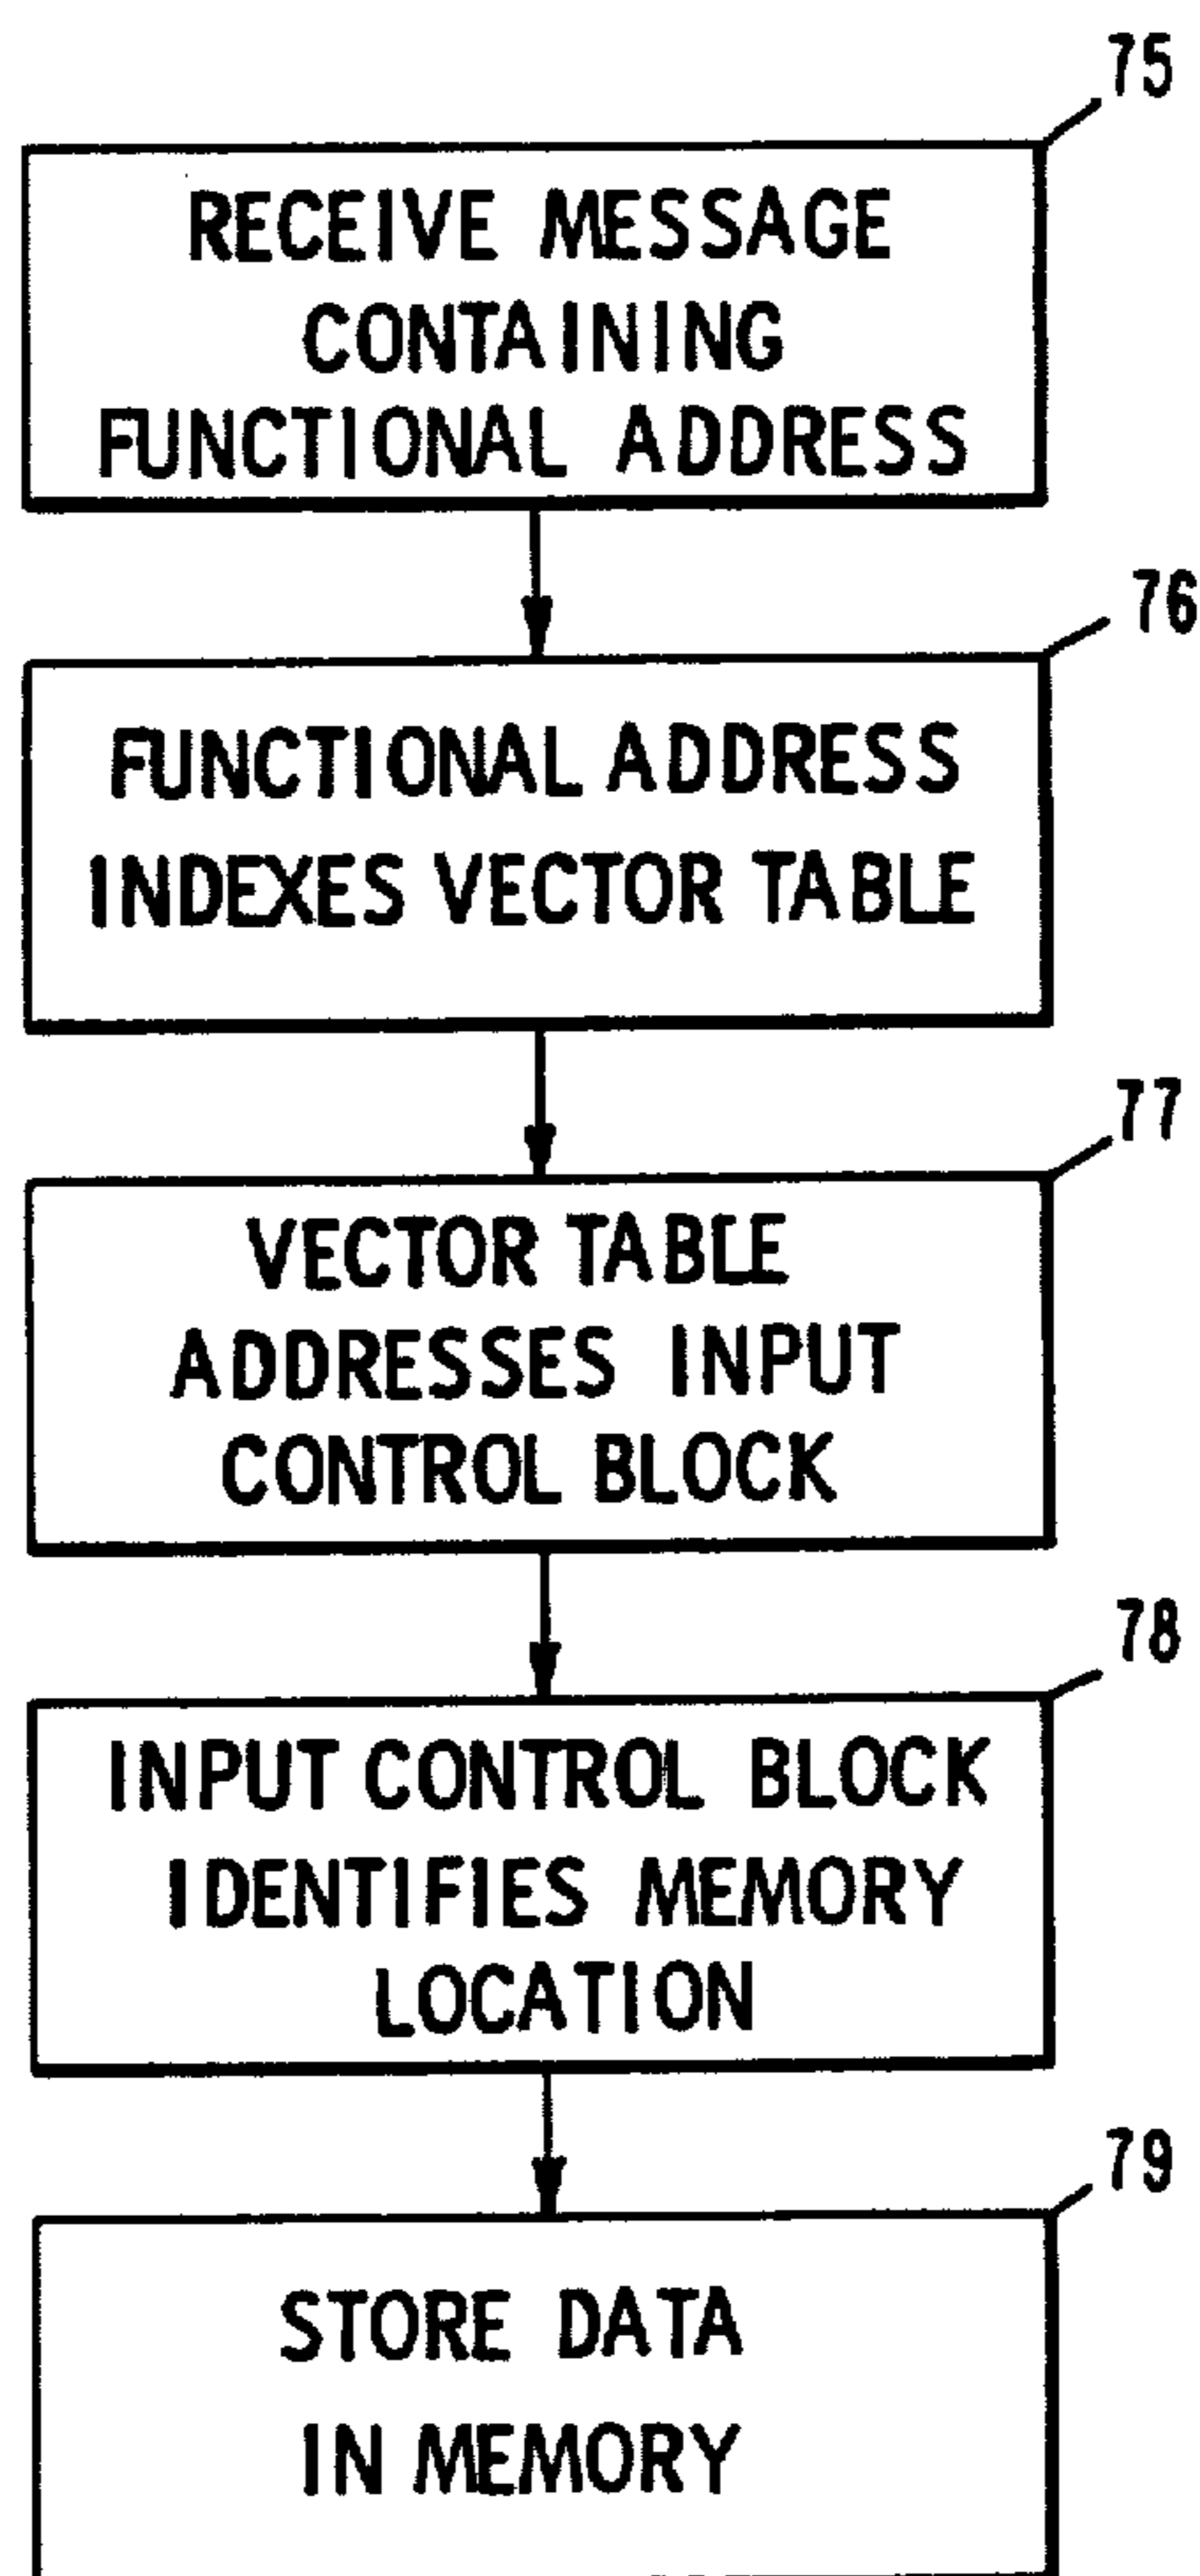 75
RECEIVE MESSAGE
CONTAINING
FUNCTIONAL ADDRESS
76
FUNCTIONAL ADDRESS
INDEXES VECTOR TABLE
77
VECTOR TABLE
ADDRESSES INPUT
CONTROL BLOCK
78
INPUT CONTROL BLOCK
IDENTIFIES MEMORY
LOCATION
79
STORE DATA
IN MEMORY